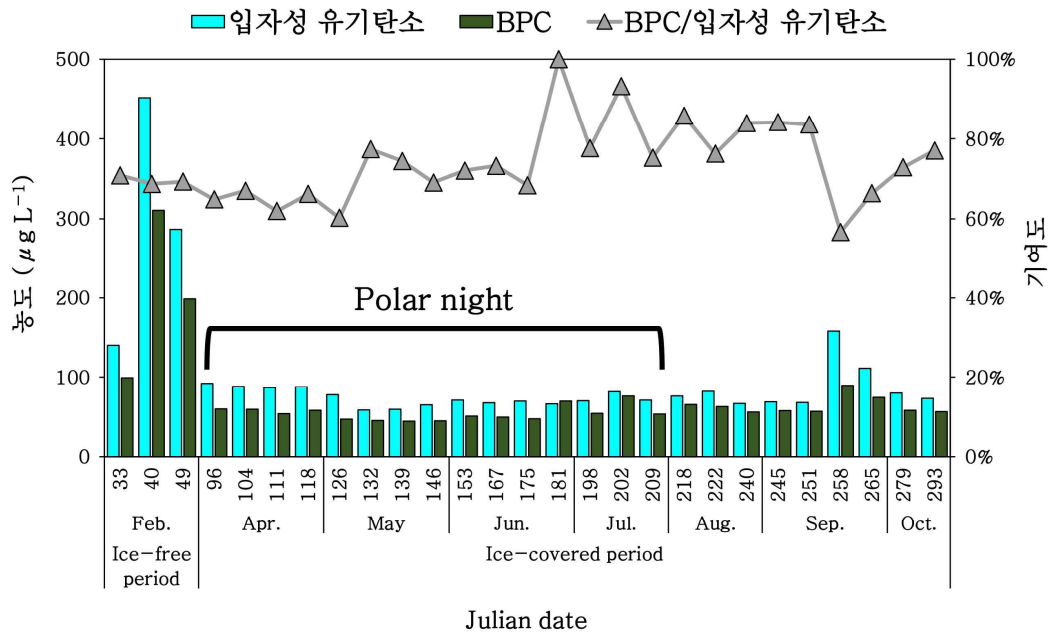 입자성 유기탄소 BPC BPC/입자성 유기탄소
500 100%
400 80%
300 60%
200 40%
100 20%
0 0%
농도 (μg L⁻¹)
기여도
Polar night
33 40 49 96 104 111 118 126 132 139 146 153 167 175 181 198 202 209 218 222 240 245 251 258 265 279 293
Feb. Apr. May Jun. Jul. Aug. Sep. Oct.
Ice-free Ice-covered period
period
Julian date